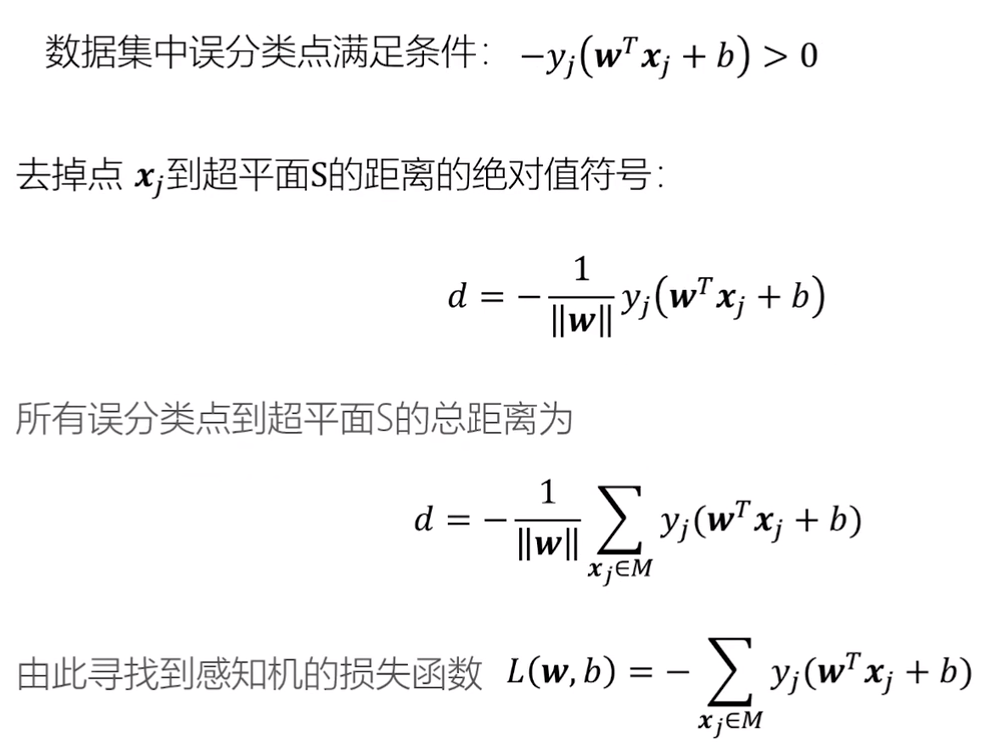 数据集中误分类点满足条件： $-y_j(\boldsymbol{w}^T\boldsymbol{x}_j + b) > 0$
去掉点 $\boldsymbol{x}_j$到超平面S的距离的绝对值符号：
$d = -\frac{1}{\|\boldsymbol{w}\|} y_j(\boldsymbol{w}^T\boldsymbol{x}_j + b)$
所有误分类点到超平面S的总距离为
$d = -\frac{1}{\|\boldsymbol{w}\|} \sum_{\boldsymbol{x}_j \in M} y_j(\boldsymbol{w}^T\boldsymbol{x}_j + b)$
由此寻找到感知机的损失函数 $L(\boldsymbol{w}, b) = -\sum_{\boldsymbol{x}_j \in M} y_j(\boldsymbol{w}^T\boldsymbol{x}_j + b)$